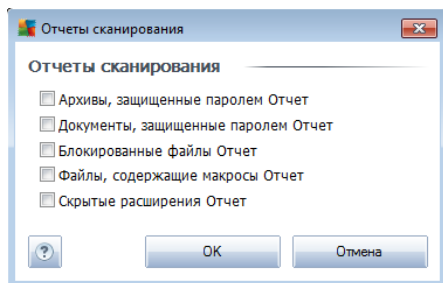 Отчеты сканирования
Отчеты сканирования
Архивы, защищенные паролем Отчет
Документы, защищенные паролем Отчет
Блокированные файлы Отчет
Файлы, содержащие макросы Отчет
Скрытые расширения Отчет
?
OK
Отмена